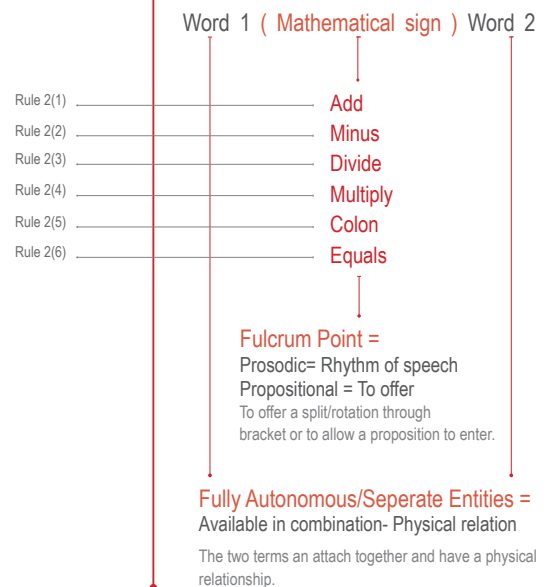 Word 1 ( Mathematical sign ) Word 2
Rule 2(1) Add
Rule 2(2) Minus
Rule 2(3) Divide
Rule 2(4) Multiply
Rule 2(5) Colon
Rule 2(6) Equals
Fulcrum Point =
Prosodic= Rhythm of speech
Propositional = To offer
To offer a split/rotation through
bracket or to allow a proposition to enter.
Fully Autonomous/Seperate Entities =
Available in combination- Physical relation
The two terms an attach together and have a physical
relationship.